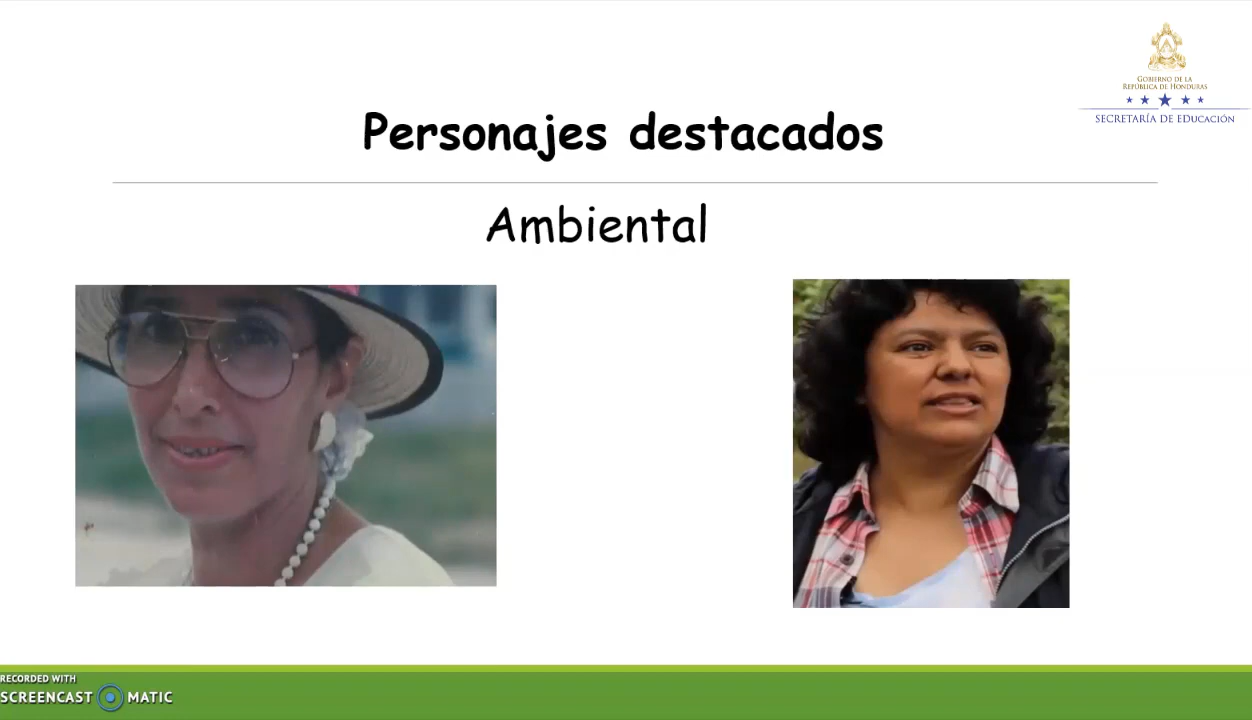 GOBIERNO DE LA
REPÚBLICA DE HONDURAS
SECRETARÍA DE EDUCACIÓN
Personajes destacados
Ambiental
RECORDED WITH
SCREENCAST MATIC